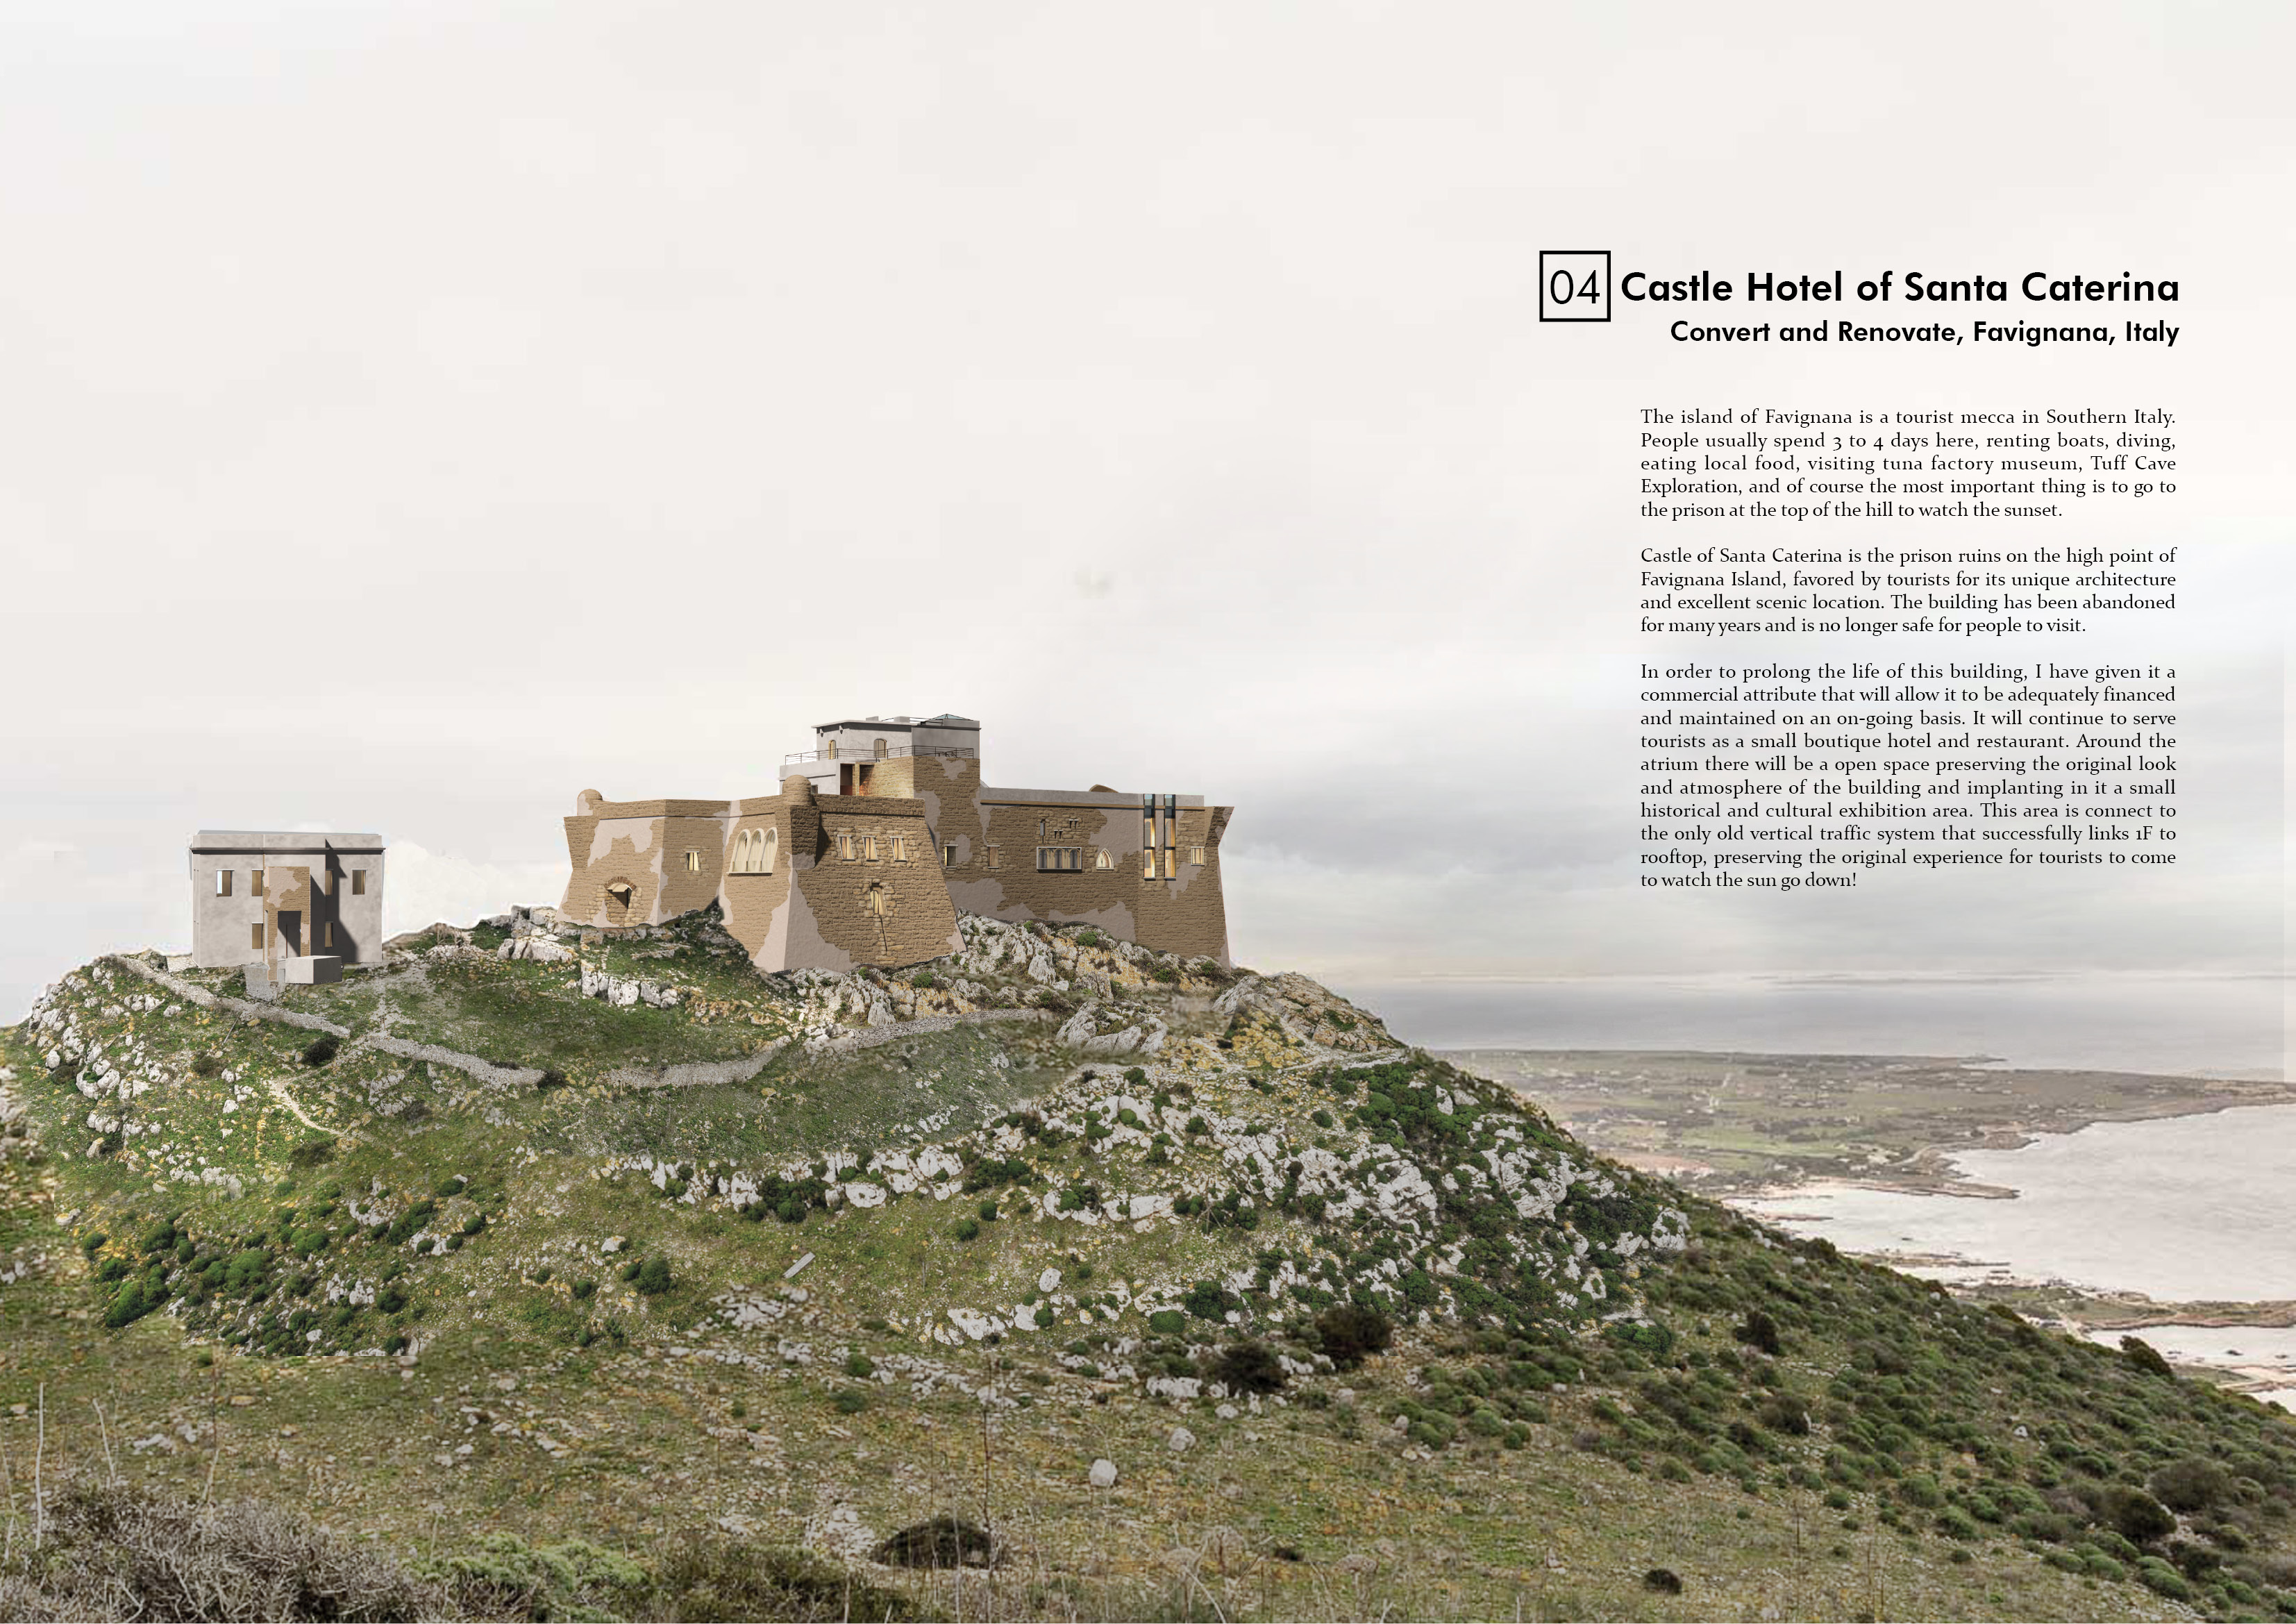 04 Castle Hotel of Santa Caterina
Convert and Renovate, Favignana, Italy
The island of Favignana is a tourist mecca in Southern Italy.
People usually spend 3 to 4 days here, renting boats, diving,
eating local food, visiting tuna factory museum, Tuff Cave
Exploration, and of course the most important thing is to go to
the prison at the top of the hill to watch the sunset.
Castle of Santa Caterina is the prison ruins on the high point of
Favignana Island, favored by tourists for its unique architecture
and excellent scenic location. The building has been abandoned
for many years and is no longer safe for people to visit.
In order to prolong the life of this building, I have given it a
commercial attribute that will allow it to be adequately financed
and maintained on an on-going basis. It will continue to serve
tourists as a small boutique hotel and restaurant. Around the
atrium there will be a open space preserving the original look
and atmosphere of the building and implanting in it a small
historical and cultural exhibition area. This area is connect to
the only old vertical traffic system that successfully links 1F to
rooftop, preserving the original experience for tourists to come
to watch the sun go down!